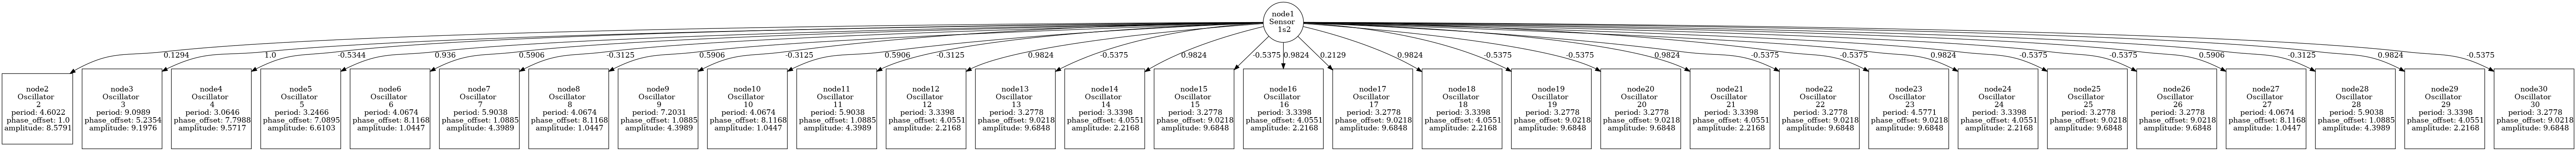 node1
Sensor
1s2
0.1294
1.0
-0.5344
0.936
0.5906
-0.3125
0.5906
-0.3125
0.5906
-0.3125
0.9824
-0.5375
0.9824
-0.5375
0.9824
0.2129
0.9824
-0.5375
-0.5375
0.9824
-0.5375
-0.5375
0.9824
-0.5375
-0.5375
0.5906
-0.3125
0.9824
-0.5375
node2
Oscillator
2
period: 4.6022
phase_offset: 1.0
amplitude: 8.5791
node3
Oscillator
3
period: 9.0989
phase_offset: 5.2354
amplitude: 9.1976
node4
Oscillator
4
period: 3.0646
phase_offset: 7.7988
amplitude: 9.5717
node5
Oscillator
5
period: 3.2466
phase_offset: 7.0895
amplitude: 6.6103
node6
Oscillator
6
period: 4.0674
phase_offset: 8.1168
amplitude: 1.0447
node7
Oscillator
7
period: 5.9038
phase_offset: 1.0885
amplitude: 4.3989
node8
Oscillator
8
period: 4.0674
phase_offset: 8.1168
amplitude: 1.0447
node9
Oscillator
9
period: 7.2031
phase_offset: 1.0885
amplitude: 4.3989
node10
Oscillator
10
period: 4.0674
phase_offset: 8.1168
amplitude: 1.0447
node11
Oscillator
11
period: 5.9038
phase_offset: 1.0885
amplitude: 4.3989
node12
Oscillator
12
period: 3.3398
phase_offset: 4.0551
amplitude: 2.2168
node13
Oscillator
13
period: 3.2778
phase_offset: 9.0218
amplitude: 9.6848
node14
Oscillator
14
period: 3.3398
phase_offset: 4.0551
amplitude: 2.2168
node15
Oscillator
15
period: 3.2778
phase_offset: 9.0218
amplitude: 9.6848
node16
Oscillator
16
period: 3.3398
phase_offset: 4.0551
amplitude: 2.2168
node17
Oscillator
17
period: 3.2778
phase_offset: 9.0218
amplitude: 9.6848
node18
Oscillator
18
period: 3.3398
phase_offset: 4.0551
amplitude: 2.2168
node19
Oscillator
19
period: 3.2778
phase_offset: 9.0218
amplitude: 9.6848
node20
Oscillator
20
period: 3.2778
phase_offset: 9.0218
amplitude: 9.6848
node21
Oscillator
21
period: 3.3398
phase_offset: 4.0551
amplitude: 2.2168
node22
Oscillator
22
period: 3.2778
phase_offset: 9.0218
amplitude: 9.6848
node23
Oscillator
23
period: 4.5771
phase_offset: 9.0218
amplitude: 9.6848
node24
Oscillator
24
period: 3.3398
phase_offset: 4.0551
amplitude: 2.2168
node25
Oscillator
25
period: 3.2778
phase_offset: 9.0218
amplitude: 9.6848
node26
Oscillator
26
period: 3.2778
phase_offset: 9.0218
amplitude: 9.6848
node27
Oscillator
27
period: 4.0674
phase_offset: 8.1168
amplitude: 1.0447
node28
Oscillator
28
period: 5.9038
phase_offset: 1.0885
amplitude: 4.3989
node29
Oscillator
29
period: 3.3398
phase_offset: 4.0551
amplitude: 2.2168
node30
Oscillator
30
period: 3.2778
phase_offset: 9.0218
amplitude: 9.6848